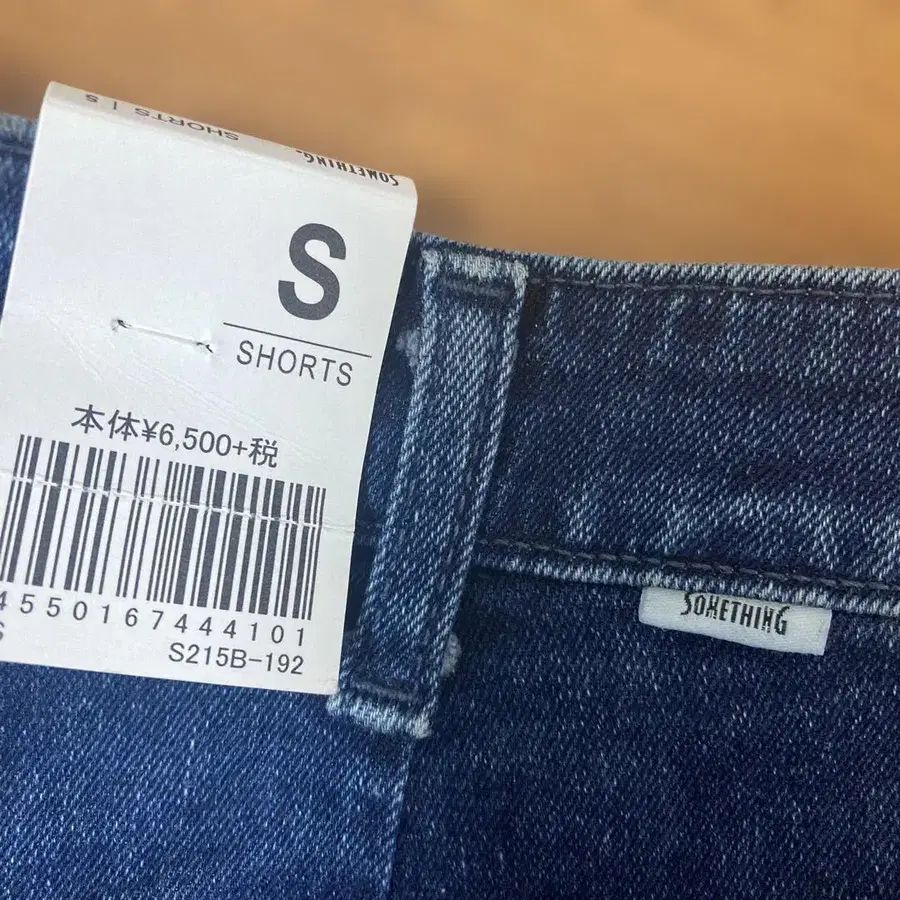 SHORTS | S
SOMETHING
S
SHORTS
本体¥6,500+税
4550167444101
S
S215B-192
SOMETHING